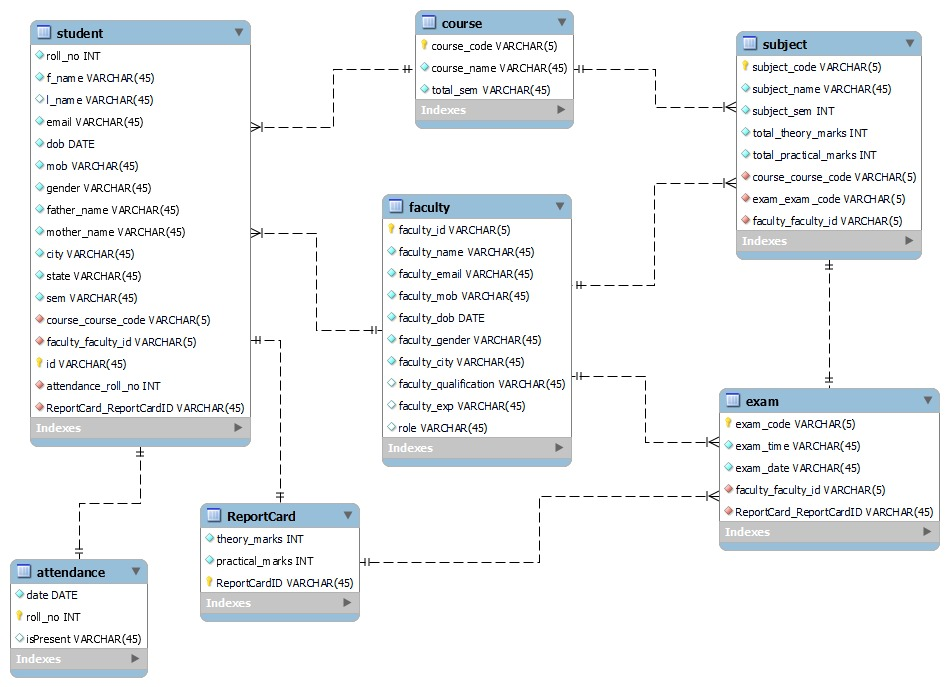 student
roll_no INT
f_name VARCHAR(45)
l_name VARCHAR(45)
email VARCHAR(45)
dob DATE
mob VARCHAR(45)
gender VARCHAR(45)
father_name VARCHAR(45)
mother_name VARCHAR(45)
city VARCHAR(45)
state VARCHAR(45)
sem VARCHAR(45)
course_course_code VARCHAR(5)
faculty_faculty_id VARCHAR(5)
id VARCHAR(45)
attendance_roll_no INT
ReportCard_ReportCardID VARCHAR(45)
Indexes
course
course_code VARCHAR(5)
course_name VARCHAR(45)
total_sem VARCHAR(45)
Indexes
subject
subject_code VARCHAR(5)
subject_name VARCHAR(45)
subject_sem INT
total_theory_marks INT
total_practical_marks INT
course_course_code VARCHAR(5)
exam_exam_code VARCHAR(5)
faculty_faculty_id VARCHAR(5)
Indexes
faculty
faculty_id VARCHAR(5)
faculty_name VARCHAR(45)
faculty_email VARCHAR(45)
faculty_mob VARCHAR(45)
faculty_dob DATE
faculty_gender VARCHAR(45)
faculty_city VARCHAR(45)
faculty_qualification VARCHAR(45)
faculty_exp VARCHAR(45)
role VARCHAR(45)
Indexes
exam
exam_code VARCHAR(5)
exam_time VARCHAR(45)
exam_date VARCHAR(45)
faculty_faculty_id VARCHAR(5)
ReportCard_ReportCardID VARCHAR(45)
Indexes
ReportCard
theory_marks INT
practical_marks INT
ReportCardID VARCHAR(45)
Indexes
attendance
date DATE
roll_no INT
isPresent VARCHAR(45)
Indexes